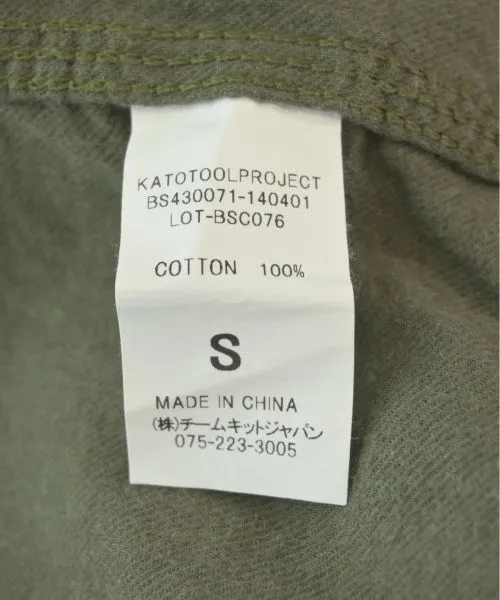 KATOTOOLPROJECT
BS430071-140401
LOT-BSC076
COTTON 100%
S
MADE IN CHINA
(株)チームキットジャパン
075-223-3005